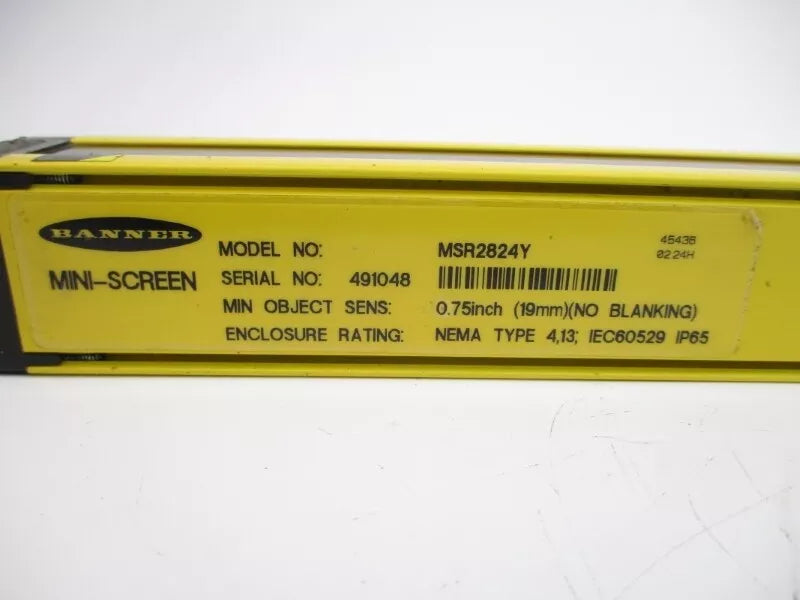 BANNER
MINI-SCREEN
MODEL NO: MSR2824Y
SERIAL NO: 491048
MIN OBJECT SENS: 0.75inch (19mm)(NO BLANKING)
ENCLOSURE RATING: NEMA TYPE 4,13; IEC60529 IP65
45438
0224H